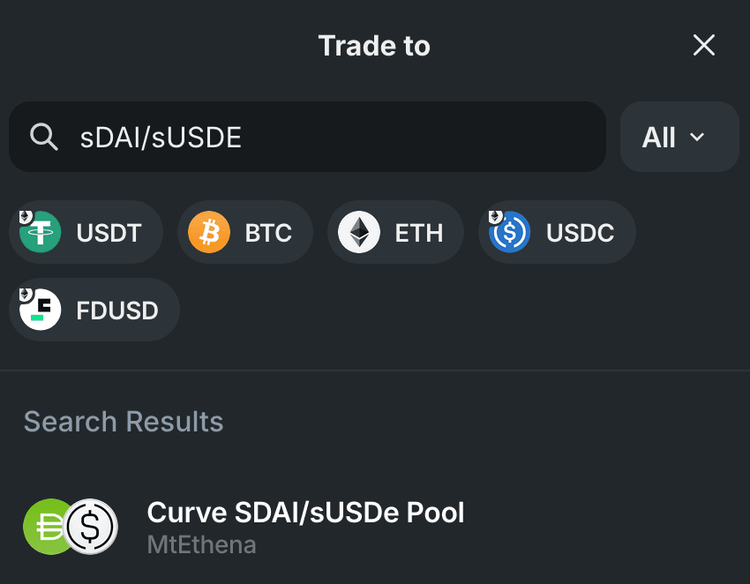 Trade to
sDAI/sUSDE
All
USDT
BTC
ETH
USDC
FDUSD
Search Results
Curve SDAI/sUSDe Pool
MtEthena